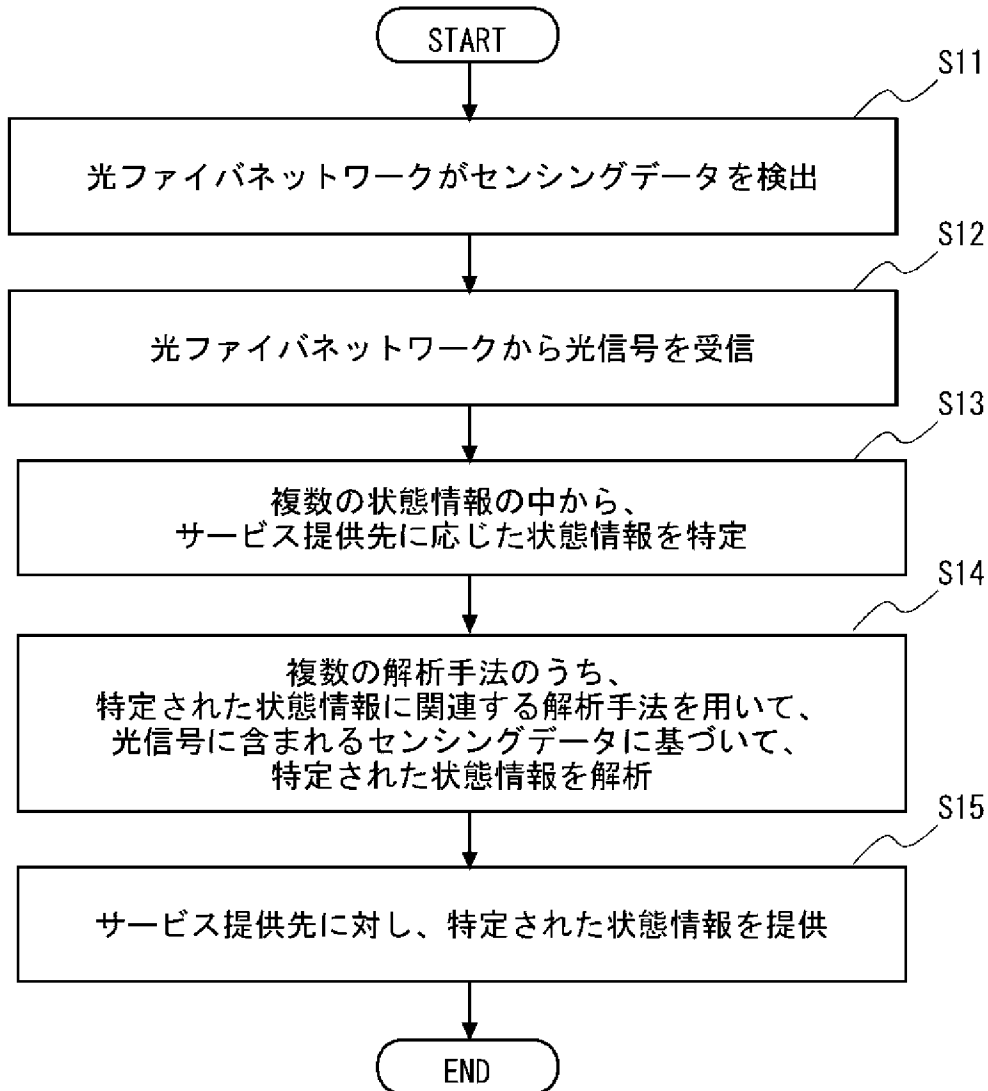 START
S11
光ファイバネットワークがセンシングデータを検出
S12
光ファイバネットワークから光信号を受信
S13
複数の状態情報の中から、
サービス提供先に応じた状態情報を特定
S14
複数の解析手法のうち、
特定された状態情報に関連する解析手法を用いて、
光信号に含まれるセンシングデータに基づいて、
特定された状態情報を解析
S15
サービス提供先に対し、特定された状態情報を提供
END